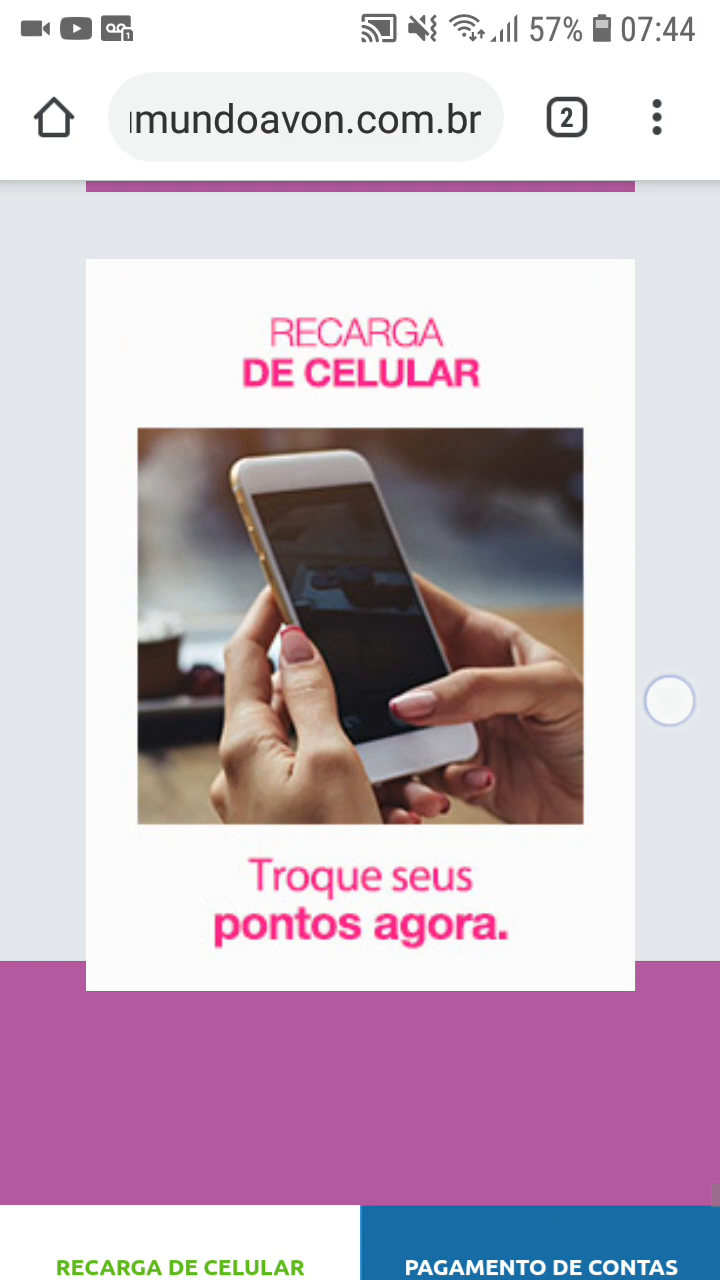 57% 07:44
mundoavon.com.br
2
RECARGA
DE CELULAR
Troque seus
pontos agora.
RECARGA DE CELULAR
PAGAMENTO DE CONTAS